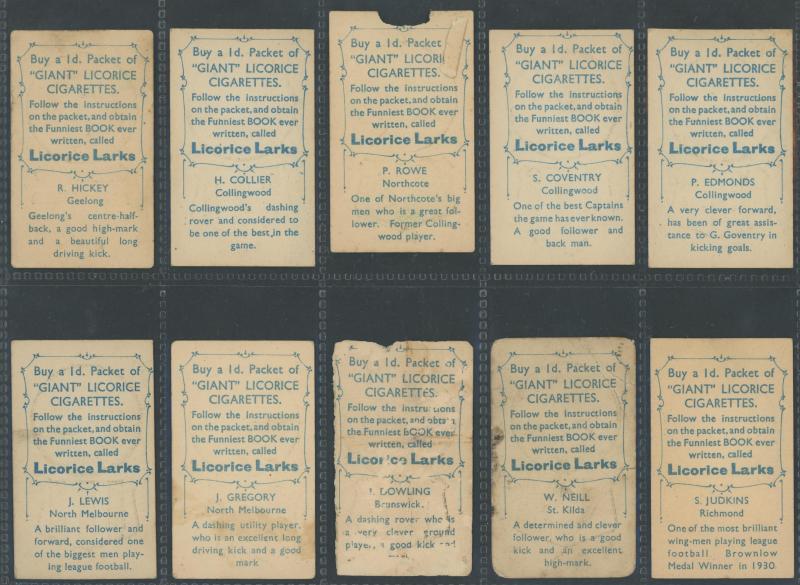 Buy a 1d. Packet of
"GIANT" LICORICE
CIGARETTES.
Follow the instructions
on the packet, and obtain
the Funniest BOOK ever
written, called
Licorice Larks
R. HICKEY
Geelong
Geelong's centre-half-
back, a good high-mark
and a beautiful long
driving kick.
Buy a 1d. Packet of
"GIANT" LICORICE
CIGARETTES.
Follow the instructions
on the packet, and obtain
the Funniest BOOK ever
written, called
Licorice Larks
H. COLLIER
Collingwood
Collingwood's dashing
rover and considered to
be one of the best in the
game.
Buy a 1d. Packet
"GIANT"
CIGARETTES.
Follow the instructions
on the packet, and obtain
the Funniest BOOK ever
written, called
Licorice Larks
P. ROWE
Northcote
One of Northcote's big
men who is a great fol-
lower. Former Colling-
wood player.
Buy a 1d. Packet of
"GIANT" LICORICE
CIGARETTES.
Follow the instructions
on the packet, and obtain
the Funniest BOOK ever
written, called
Licorice Larks
S. COVENTRY
Collingwood
One of the best Captains
the game has ever known.
A good follower and
back man.
Buy a 1d. Packet of
"GIANT" LICORICE
CIGARETTES.
Follow the instructions
on the packet, and obtain
the Funniest BOOK ever
written, called
Licorice Larks
P. EDMONDS
Collingwood
A very clever forward,
has been of great assis-
tance to G. Goventry in
kicking goals.
Buy a 1d. Packet of
"GIANT" LICORICE
CIGARETTES.
Follow the instructions
on the packet, and obtain
the Funniest BOOK ever
written, called
Licorice Larks
J. LEWIS
North Melbourne
A brilliant follower and
forward, considered one
of the biggest men play-
ing league football.
Buy a 1d. Packet of
"GIANT" LICORICE
CIGARETTES.
Follow the instructions
on the packet, and obtain
the Funniest BOOK ever
written, called
Licorice Larks
J. GREGORY
North Melbourne
A dashing utility player,
who is an excellent long
driving kick and a good
mark
Buy a 1d. Packet of
"GIANT" LICORICE
CIGARETTES.
Follow the
on the packet, and
the Funniest BOOK ever
written, called
Larks
DOWLING
Brunswick.
A dashing rover who is
a very clever ground
player, a good kick and
Buy a 1d. Packet of
"GIANT" LICORICE
CIGARETTES.
Follow the instructions
on the packet, and obtain
the Funniest BOOK ever
written, called
Licorice Larks
W. NEILL
St. Kilda
A determined and clever
follower, who is a good
kick and an excellent
high-mark.
Buy a 1d. Packet of
"GIANT" LICORICE
CIGARETTES.
Follow the instructions
on the packet, and obtain
the Funniest BOOK ever
written, called
Licorice Larks
S. JUDKINS
Richmond
One of the most brilliant
wing-men playing league
football Brownlow
Medal Winner in 1930.